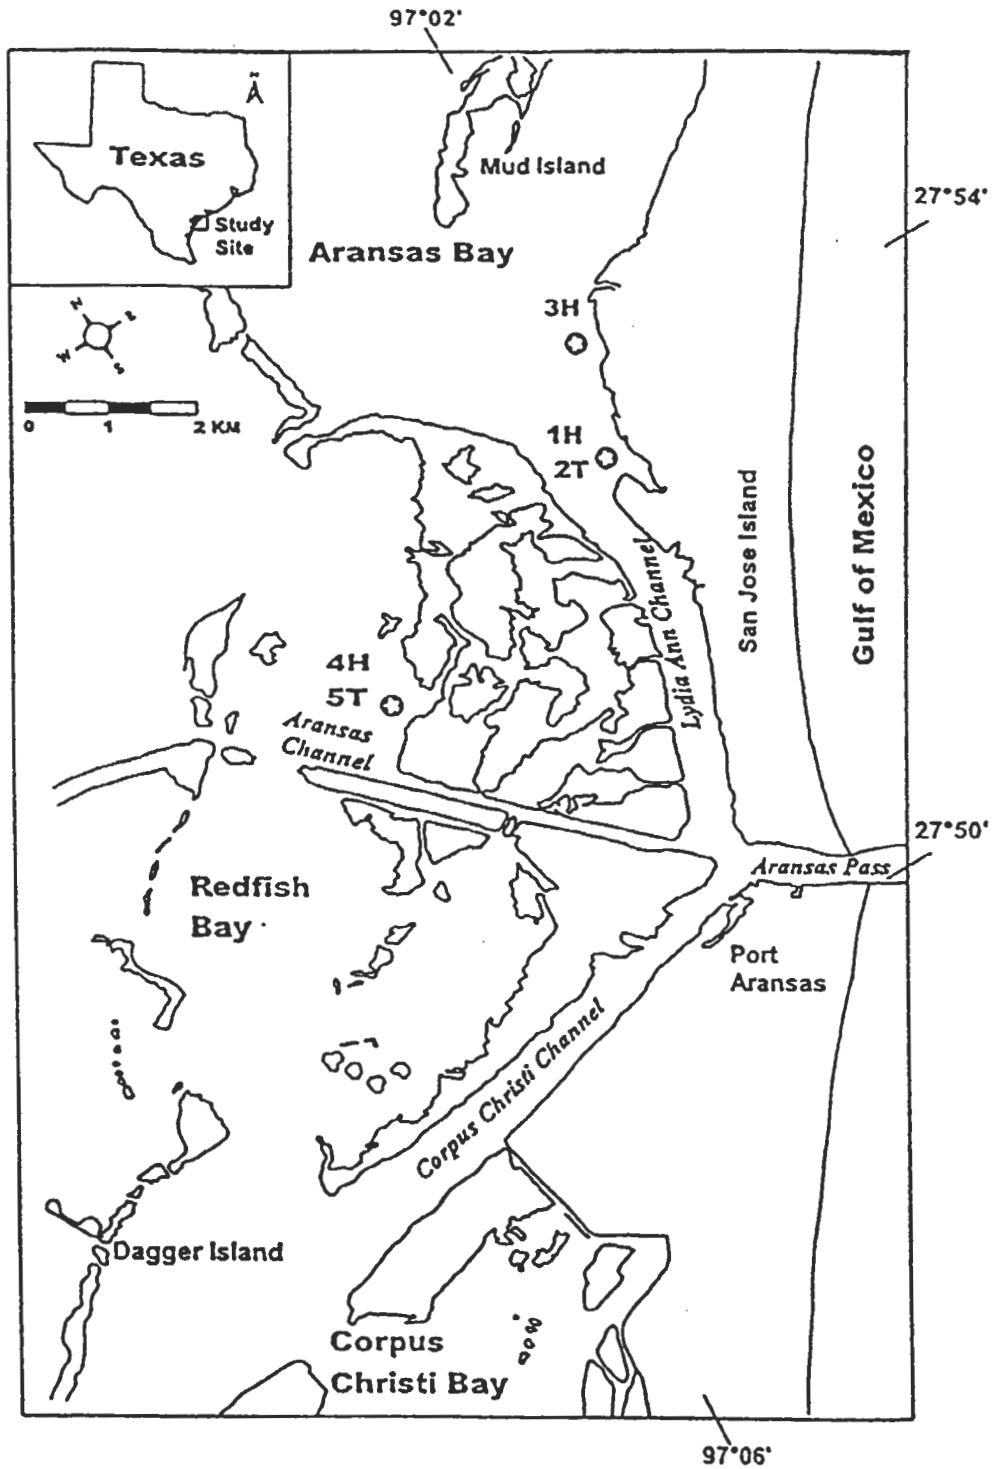 97°02'
N
Texas
Study
Site
Mud Island
27°54'
Aransas Bay
N
E
W
S
0 1 2 KM
3H
1H
2T
San Jose Island
Gulf of Mexico
Lydia Ann Channel
4H
5T
Aransas
Channel
27°50'
Aransas Pass
Redfish
Bay
Port
Aransas
Corpus Christi Channel
Dagger Island
Corpus
Christi Bay
97°06'